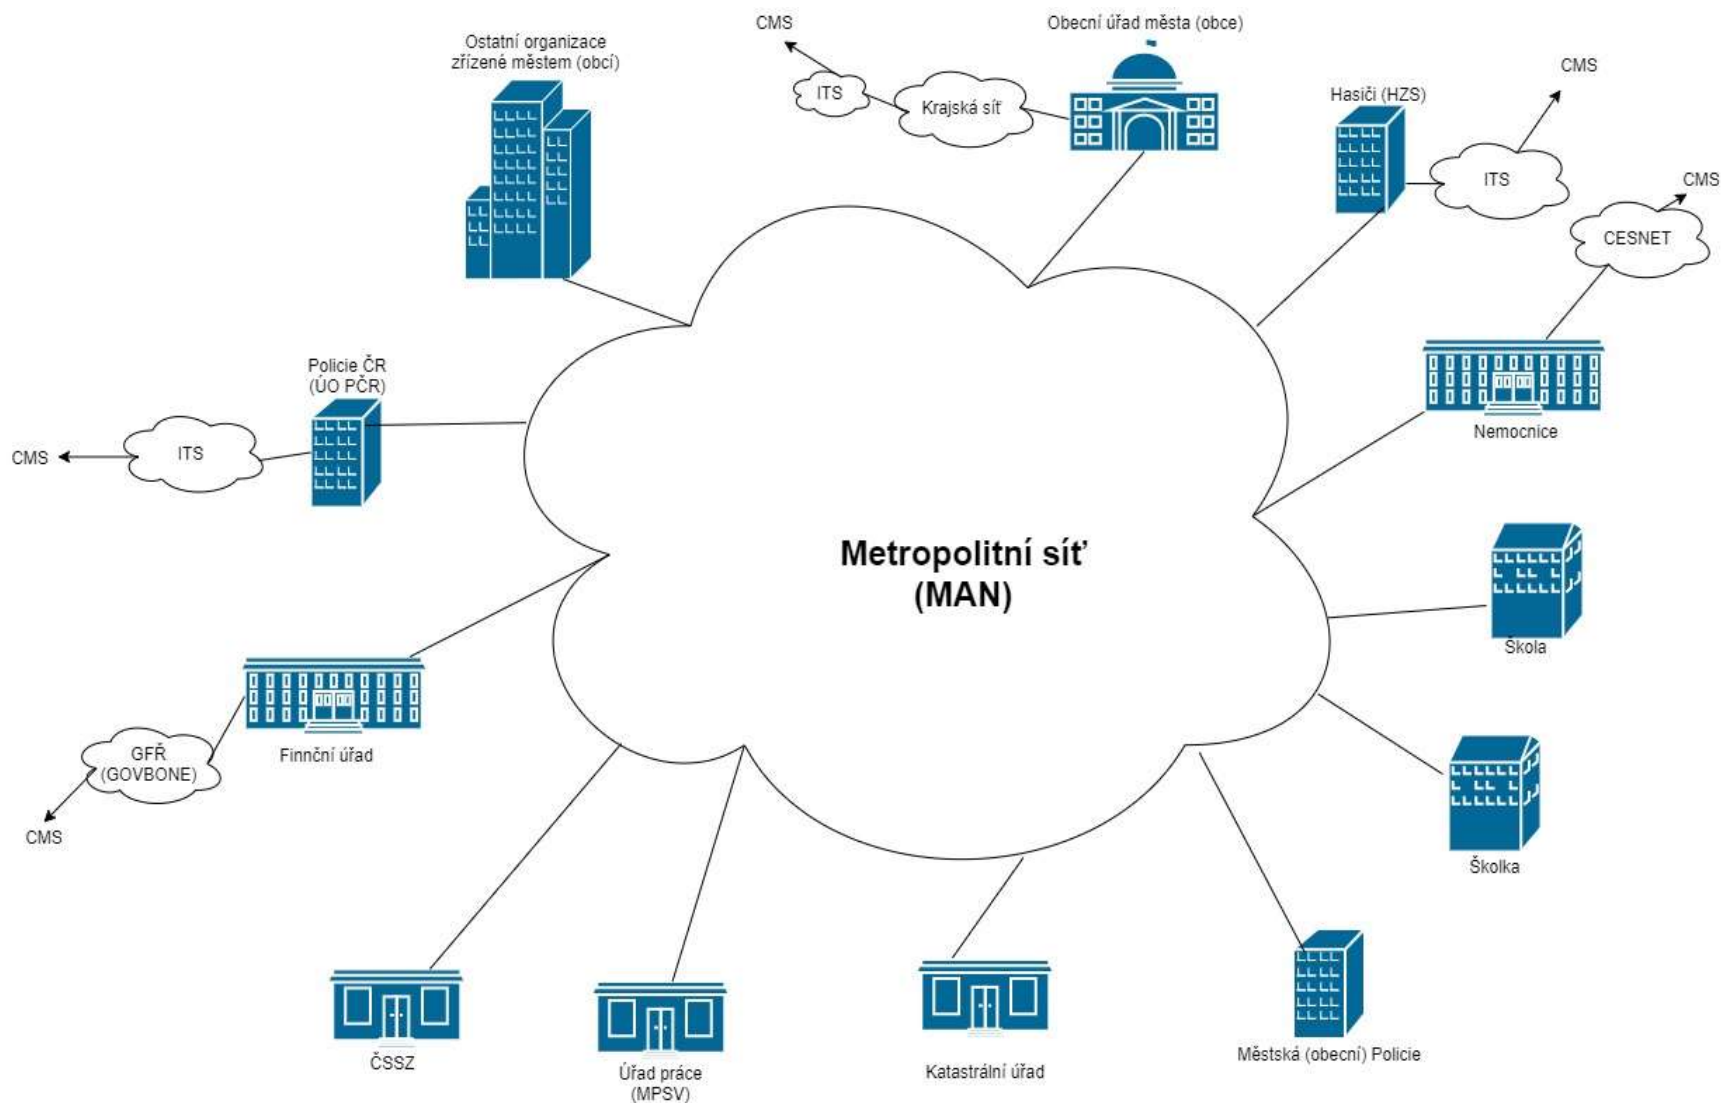 CMS
Obecní úřad města (obce)
Ostatní organizace
zřízené městem (obcí)
ITS
Krajská síť
Hasiči (HZS)
CMS
ITS
CMS
CESNET
Policie ČR
(ÚO PČR)
CMS
ITS
Nemocnice
Metropolitní síť
(MAN)
Škola
GFŘ
(GOVBONE)
Finnční úřad
CMS
Školka
ČSSZ
Úřad práce
(MPSV)
Katastrální úřad
Městská (obecní) Policie